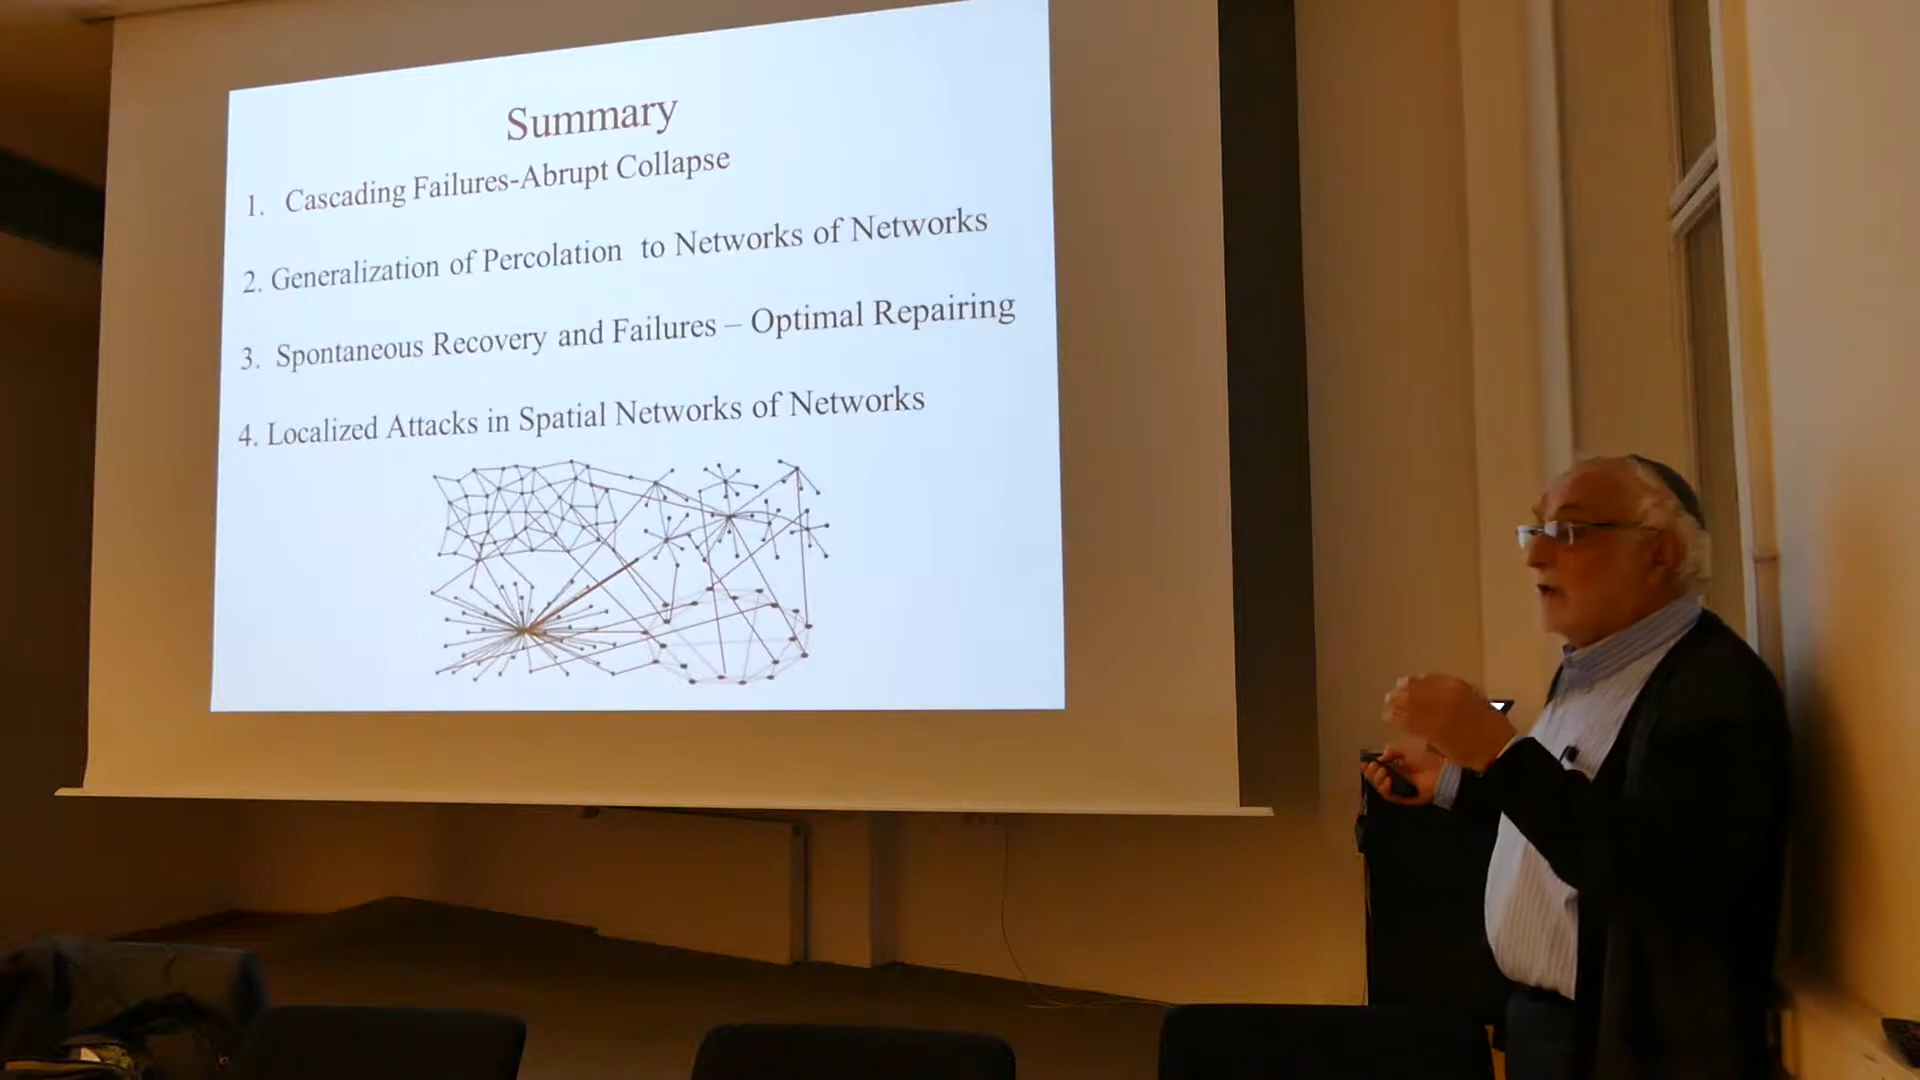 Summary
1. Cascading Failures-Abrupt Collapse
2. Generalization of Percolation to Networks of Networks
3. Spontaneous Recovery and Failures – Optimal Repairing
4. Localized Attacks in Spatial Networks of Networks